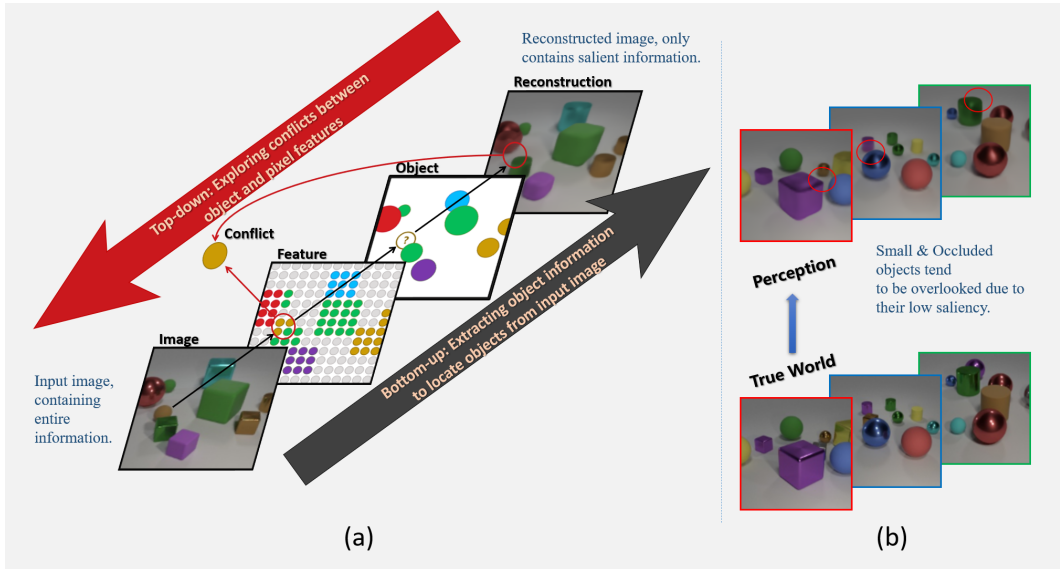 Reconstructed image, only
contains salient information.
Reconstruction
Top-down: Exploring conflicts between
object and pixel features
Object
?
Conflict
Feature
Image
Bottom-up: Extracting object information
to locate objects from input image
Input image,
containing
entire
information.
(a)
Small & Occluded
objects tend
to be overlooked due to
their low saliency.
Perception
True World
(b)